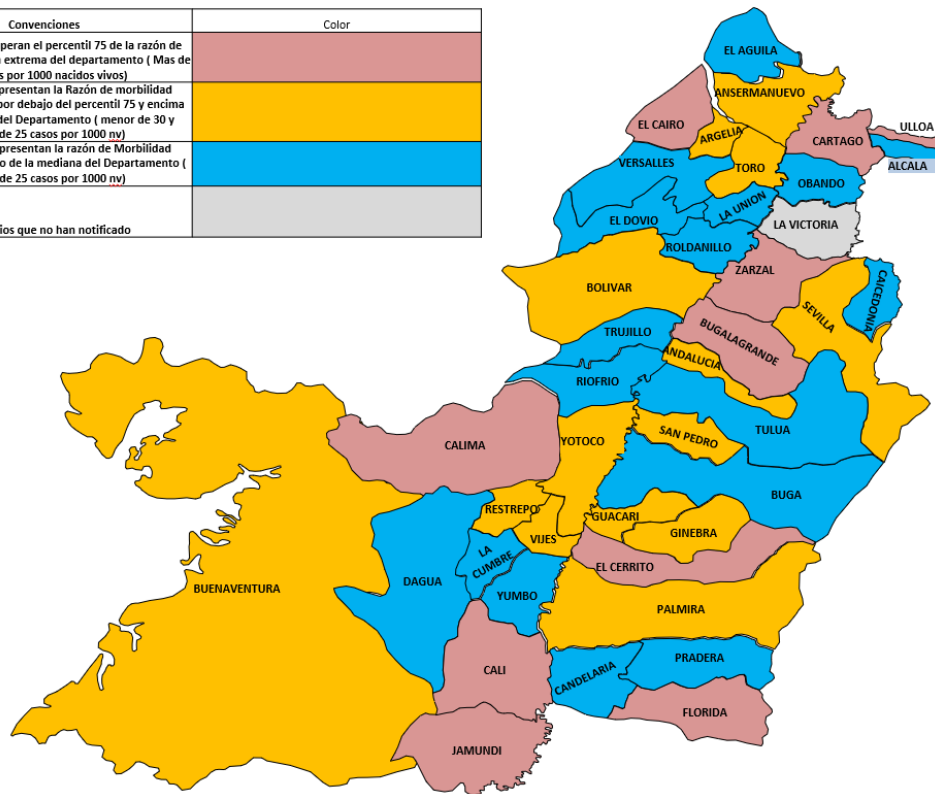 Convenciones Color
peran el percentil 75 de la razón de
extrema del departamento ( Mas de
s por 1000 nacidos vivos)
presentan la Razón de morbilidad
por debajo del percentil 75 y encima
del Departamento ( menor de 30 y
de 25 casos por 1000 nv)
presentan la razón de Morbilidad
o de la mediana del Departamento (
de 25 casos por 1000 nv)
ios que no han notificado
EL AGUILA
ANSERMANUEVO
EL CAIRO
ARGELIA
CARTAGO
ULLOA
ALCALA
VERSALLES
TORO
OBANDO
LA UNION
EL DOVIO
LA VICTORIA
ROLDANILLO
ZARZAL
BOLIVAR
CAICEDONIA
SEVILLA
TRUJILLO
BUGALAGRANDE
ANDALUCIA
RIOFRIO
TULUA
SAN PEDRO
YOTOCO
CALIMA
BUGA
RESTREPO
GUACARI
GINEBRA
VIJES
LA
CUMBRE
EL CERRITO
DAGUA
BUENAVENTURA
YUMBO
PALMIRA
PRADERA
CALI
CANDELARIA
FLORIDA
JAMUNDI